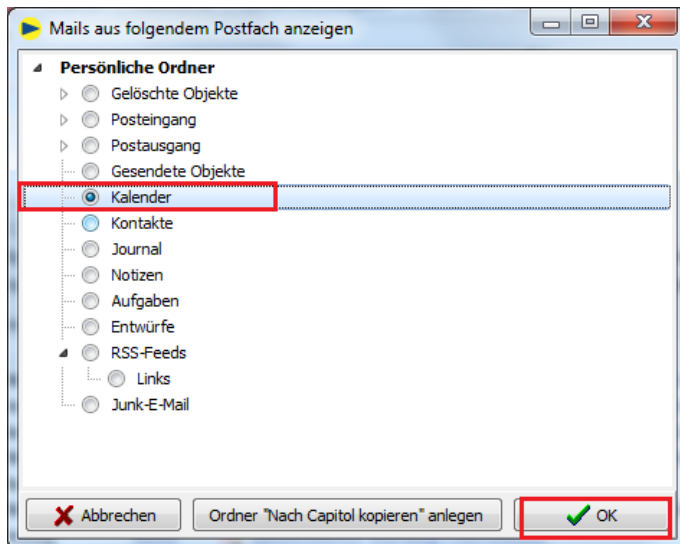 Mails aus folgendem Postfach anzeigen
Persönliche Ordner
Gelöschte Objekte
Posteingang
Postausgang
Gesendete Objekte
Kalender
Kontakte
Journal
Notizen
Aufgaben
Entwürfe
RSS-Feeds
Links
Junk-E-Mail
Abbrechen Ordner "Nach Capitol kopieren" anlegen OK